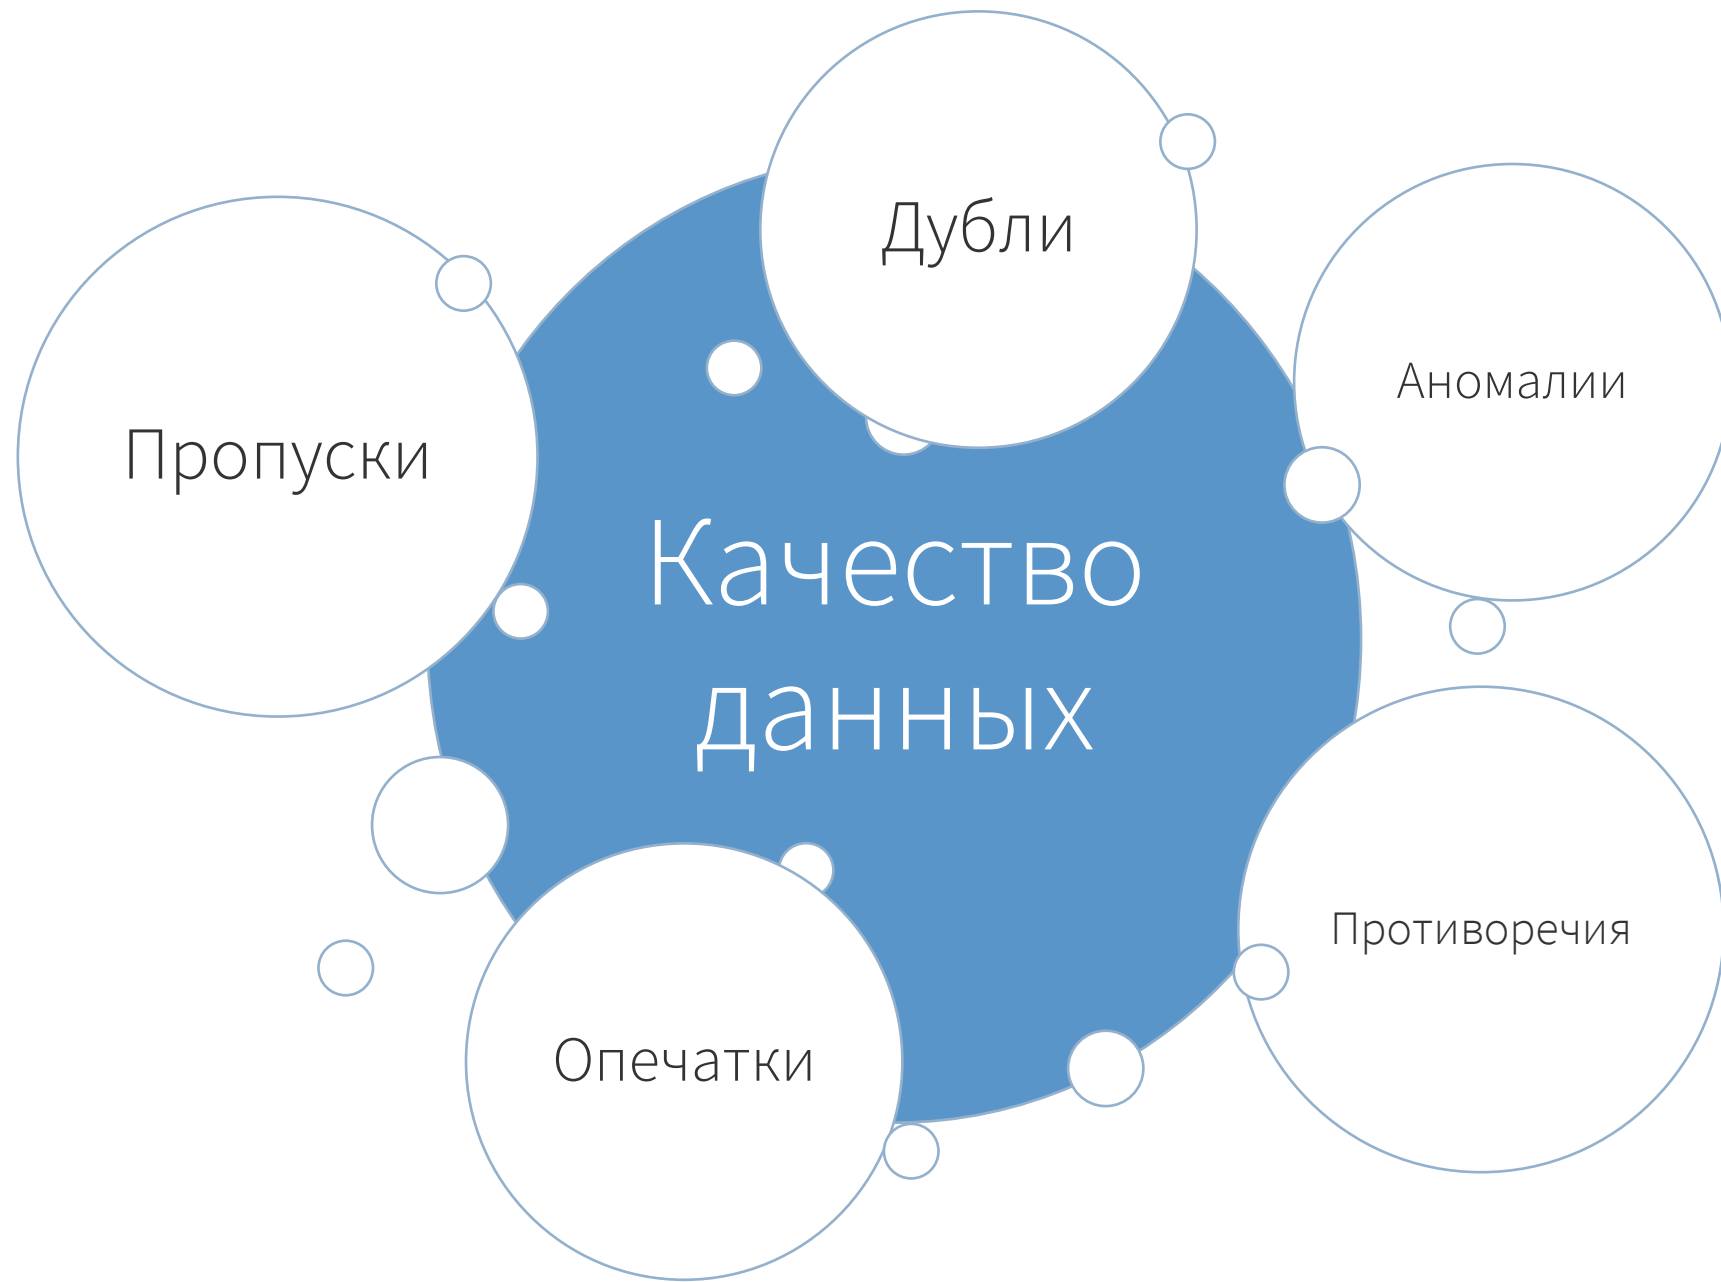 Дубли
Аномалии
Пропуски
Качество
данных
Противоречия
Опечатки